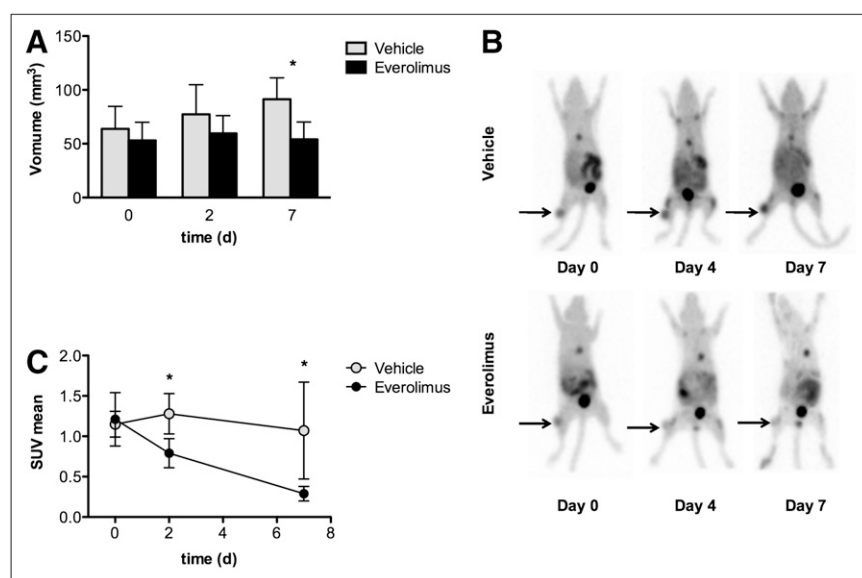 A
Vomume (mm³)
150
100
50
0
Vehicle
Everolimus
*
0 2 7
time (d)
B
Vehicle
Day 0 Day 4 Day 7
Everolimus
Day 0 Day 4 Day 7
C
SUV mean
2.0
1.5
1.0
0.5
0.0
* *
Vehicle
Everolimus
0 2 4 6 8
time (d)